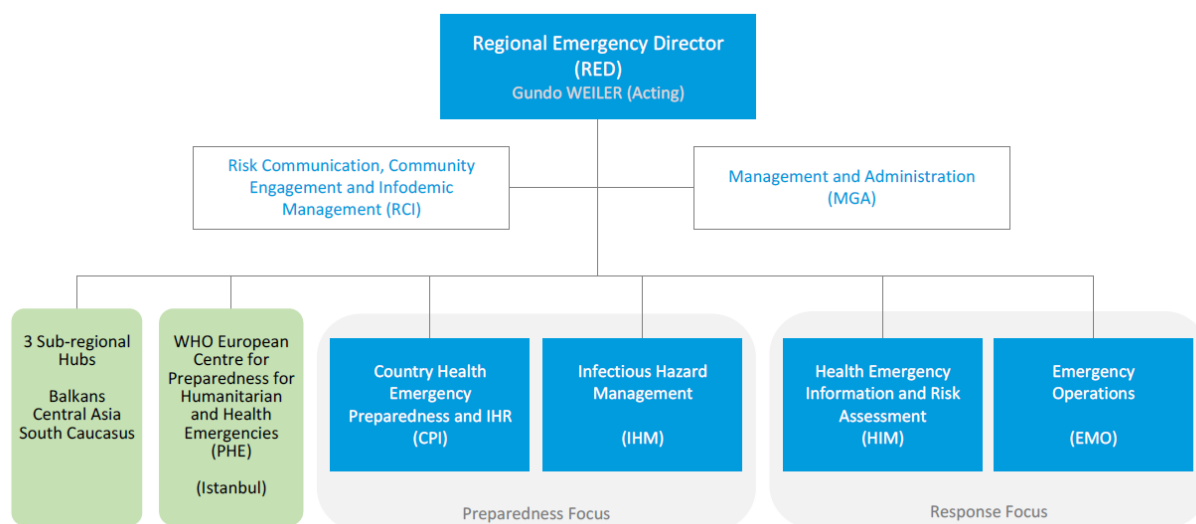 Regional Emergency Director
(RED)
Gundo WEILER (Acting)
Risk Communication, Community
Engagement and Infodemic
Management (RCI)
Management and Administration
(MGA)
3 Sub-regional
Hubs
Balkans
Central Asia
South Caucasus
WHO European
Centre for
Preparedness for
Humanitarian
and Health
Emergencies
(PHE)
(Istanbul)
Country Health
Emergency
Preparedness and IHR
(CPI)
Infectious Hazard
Management
(IHM)
Health Emergency
Information and Risk
Assessment
(HIM)
Emergency
Operations
(EMO)
Preparedness Focus
Response Focus